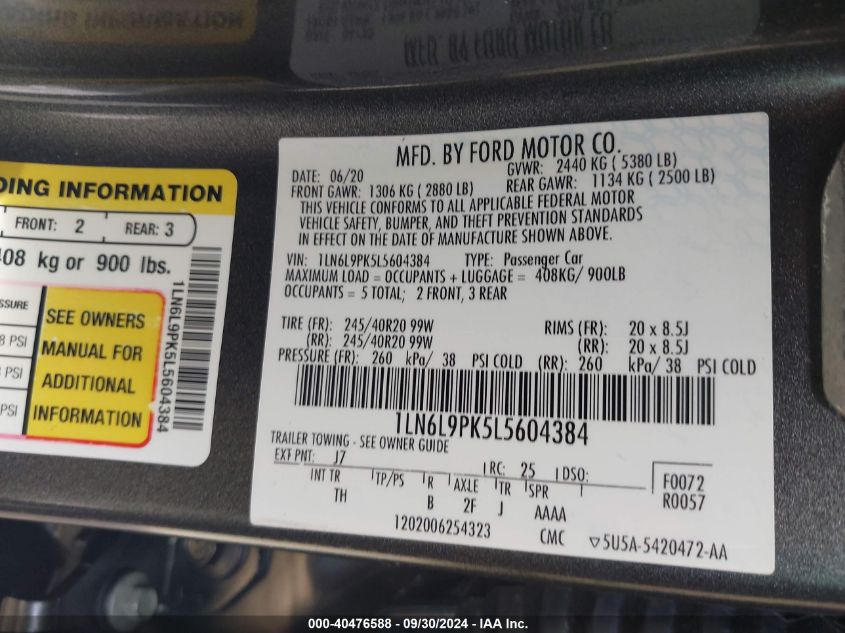 MFD. BY FORD MOTOR CO.
DATE: 06/20 GVWR: 2440 KG ( 5380 LB)
FRONT GAWR: 1306 KG ( 2880 LB) REAR GAWR: 1134 KG ( 2500 LB)
THIS VEHICLE CONFORMS TO ALL APPLICABLE FEDERAL MOTOR
VEHICLE SAFETY, BUMPER, AND THEFT PREVENTION STANDARDS
IN EFFECT ON THE DATE OF MANUFACTURE SHOWN ABOVE.
VIN: 1LN6L9PK5L5604384 TYPE: Passenger Car
MAXIMUM LOAD = OCCUPANTS + LUGGAGE = 408KG/ 900LB
OCCUPANTS = 5 TOTAL; 2 FRONT, 3 REAR
TIRE (FR): 245/40R20 99W RIMS (FR): 20 x 8.5J
(RR): 245/40R20 99W (RR): 20 x 8.5J
PRESSURE (FR): 260 kPa/ 38 PSI COLD (RR): 260 kPa/ 38 PSI COLD
1LN6L9PK5L5604384
TRAILER TOWING - SEE OWNER GUIDE
EXT PNT: J7 RC: 25 DSO:
INT TR TP/PS R AXLE TR SPR
TH B 2F J AAAA
F0072
R0057
1202006254323 CMC ▽5U5A-5420472-AA
DING INFORMATION
FRONT: 2 REAR: 3
408 kg or 900 lbs.
SSURE
8 PSI
PSI
PSI
SEE OWNERS
MANUAL FOR
ADDITIONAL
INFORMATION
1LN6L9PK5L5604384
000-40476588 - 09/30/2024 - IAA, Inc.